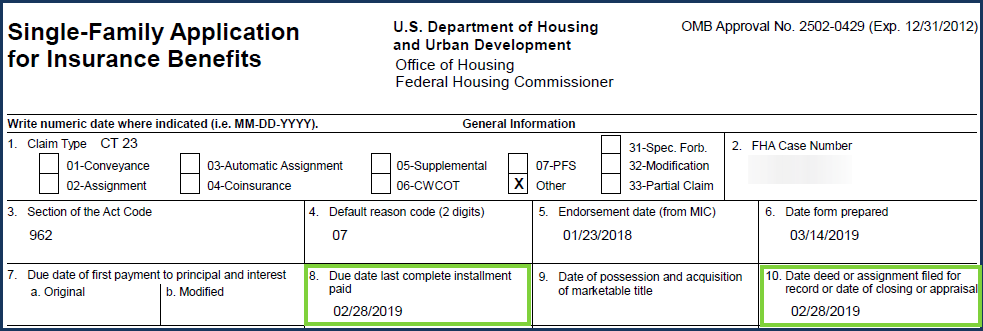 Single-Family Application
for Insurance Benefits
U.S. Department of Housing
and Urban Development
Office of Housing
Federal Housing Commissioner
OMB Approval No. 2502-0429 (Exp. 12/31/2012)
Write numeric date where indicated (i.e. MM-DD-YYYY).
General Information
1. Claim Type CT 23
01-Conveyance
03-Automatic Assignment
05-Supplemental
07-PFS
31-Spec. Forb.
02-Assignment
04-Coinsurance
06-CWCOT
X Other
32-Modification
33-Partial Claim
2. FHA Case Number
3. Section of the Act Code
962
4. Default reason code (2 digits)
07
5. Endorsement date (from MIC)
01/23/2018
6. Date form prepared
03/14/2019
7. Due date of first payment to principal and interest
a. Original
b. Modified
8. Due date last complete installment
paid
02/28/2019
9. Date of possession and acquisition
of marketable title
10. Date deed or assignment filed for
record or date of closing or appraisal
02/28/2019